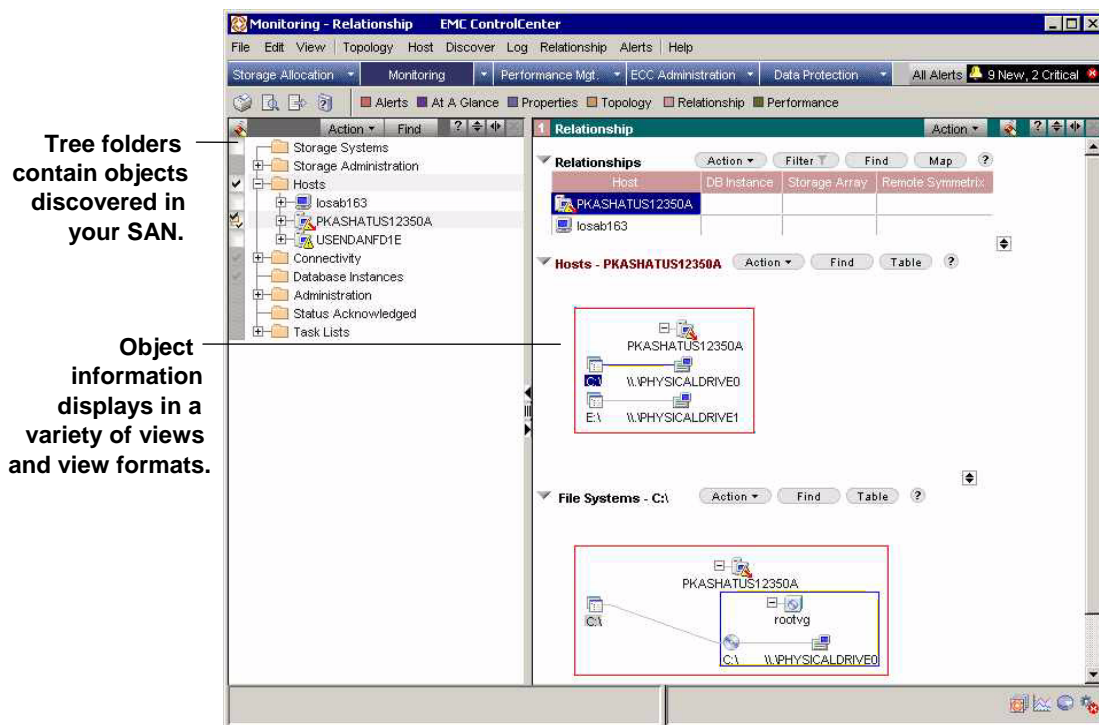 Monitoring - Relationship EMC ControlCenter
File Edit View Topology Host Discover Log Relationship Alerts Help
Storage Allocation Monitoring Performance Mgt. ECC Administration Data Protection All Alerts 9 New, 2 Critical
Alerts At A Glance Properties Topology Relationship Performance
Action Find ?
Storage Systems
Storage Administration
Hosts
losab163
PKASHATUS12350A
USENDANFD1E
Connectivity
Database Instances
Administration
Status Acknowledged
Task Lists
Tree folders
contain objects
discovered in
your SAN.
Object
information
displays in a
variety of views
and view formats.
1 Relationship Action ?
Relationships Action Filter Find Map ?
Host DB Instance Storage Array Remote Symmetrix
PKASHATUS12350A
losab163
Hosts - PKASHATUS12350A Action Find Table ?
PKASHATUS12350A
C:\ \\.\PHYSICALDRIVE0
E:\ \\.\PHYSICALDRIVE1
File Systems - C:\ Action Find Table ?
PKASHATUS12350A
rootvg
C:\
C:\ \\.\PHYSICALDRIVE0